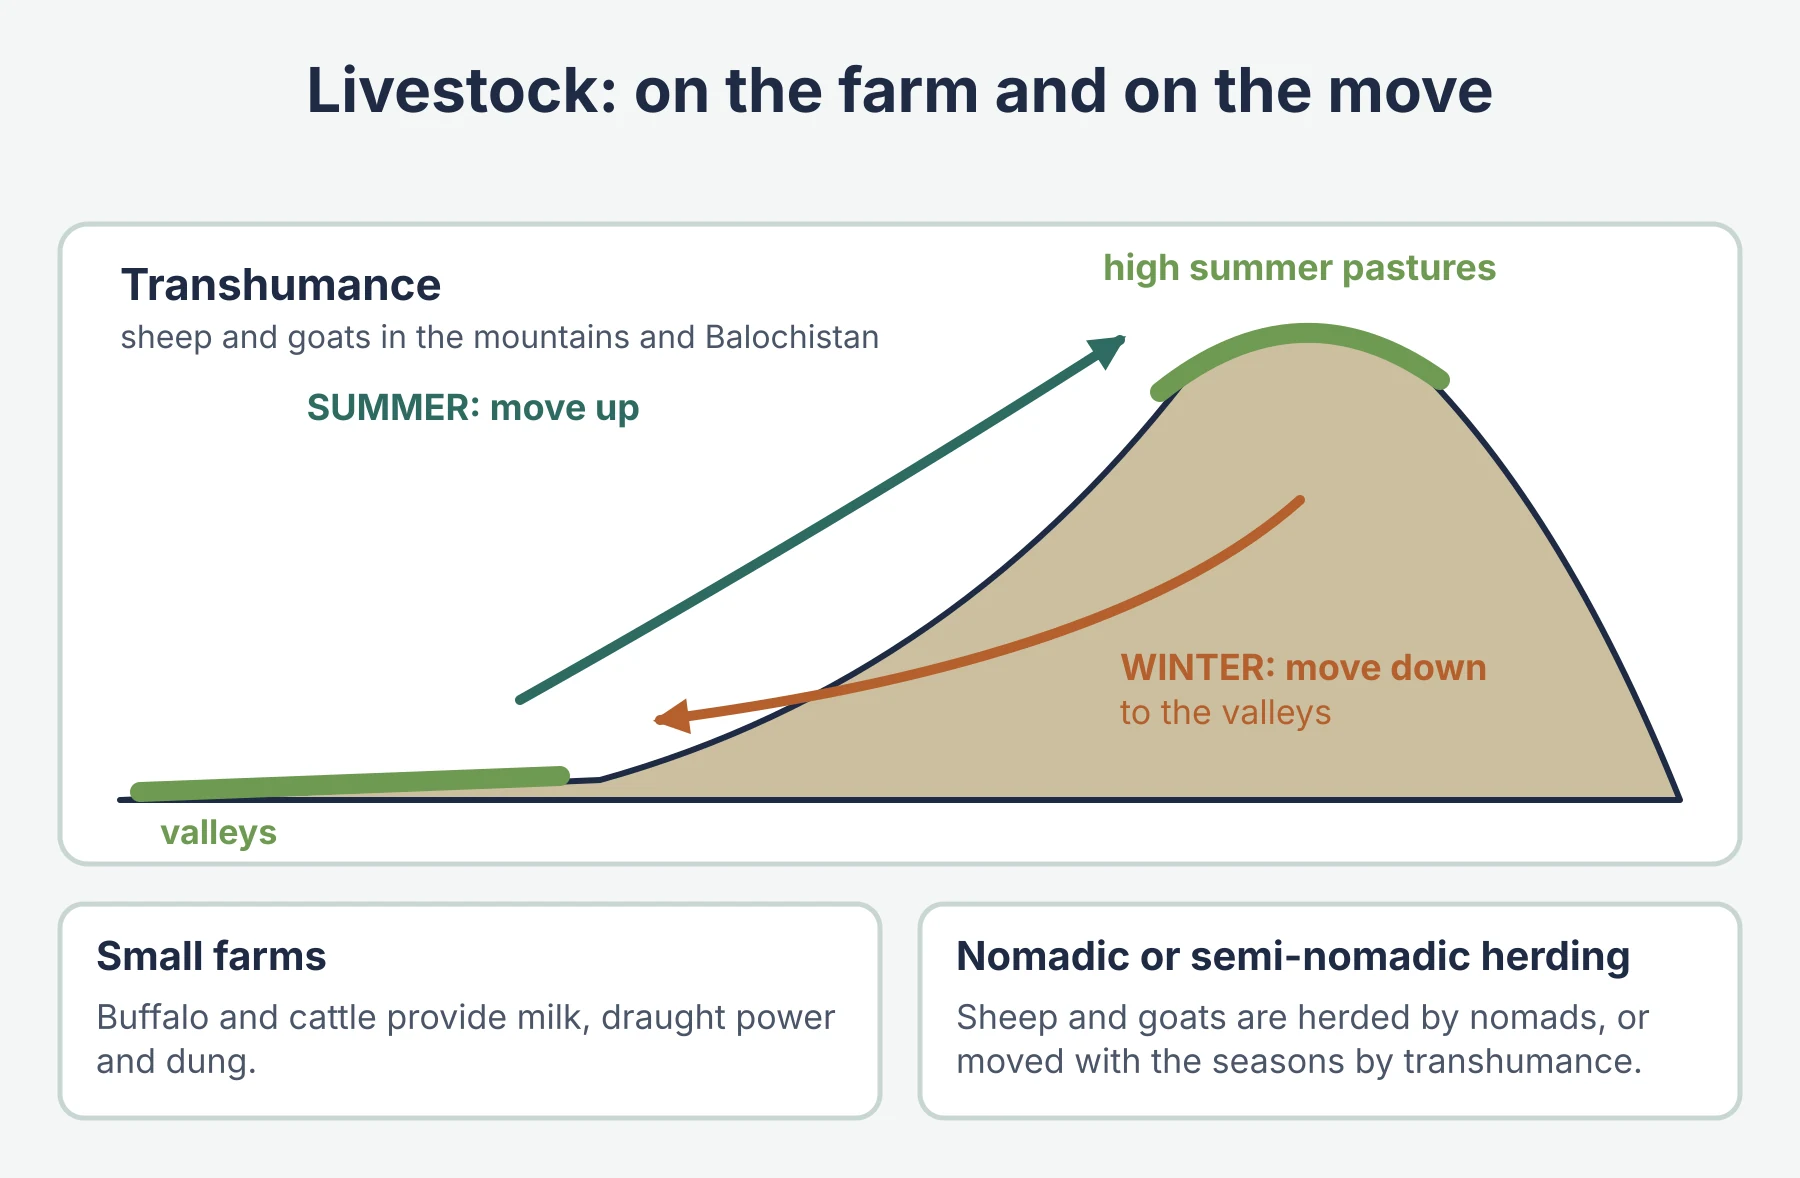 Livestock: on the farm and on the move
Transhumance
sheep and goats in the mountains and Balochistan
high summer pastures
SUMMER: move up
WINTER: move down
to the valleys
valleys
Small farms
Buffalo and cattle provide milk, draught power
and dung.
Nomadic or semi-nomadic herding
Sheep and goats are herded by nomads, or
moved with the seasons by transhumance.